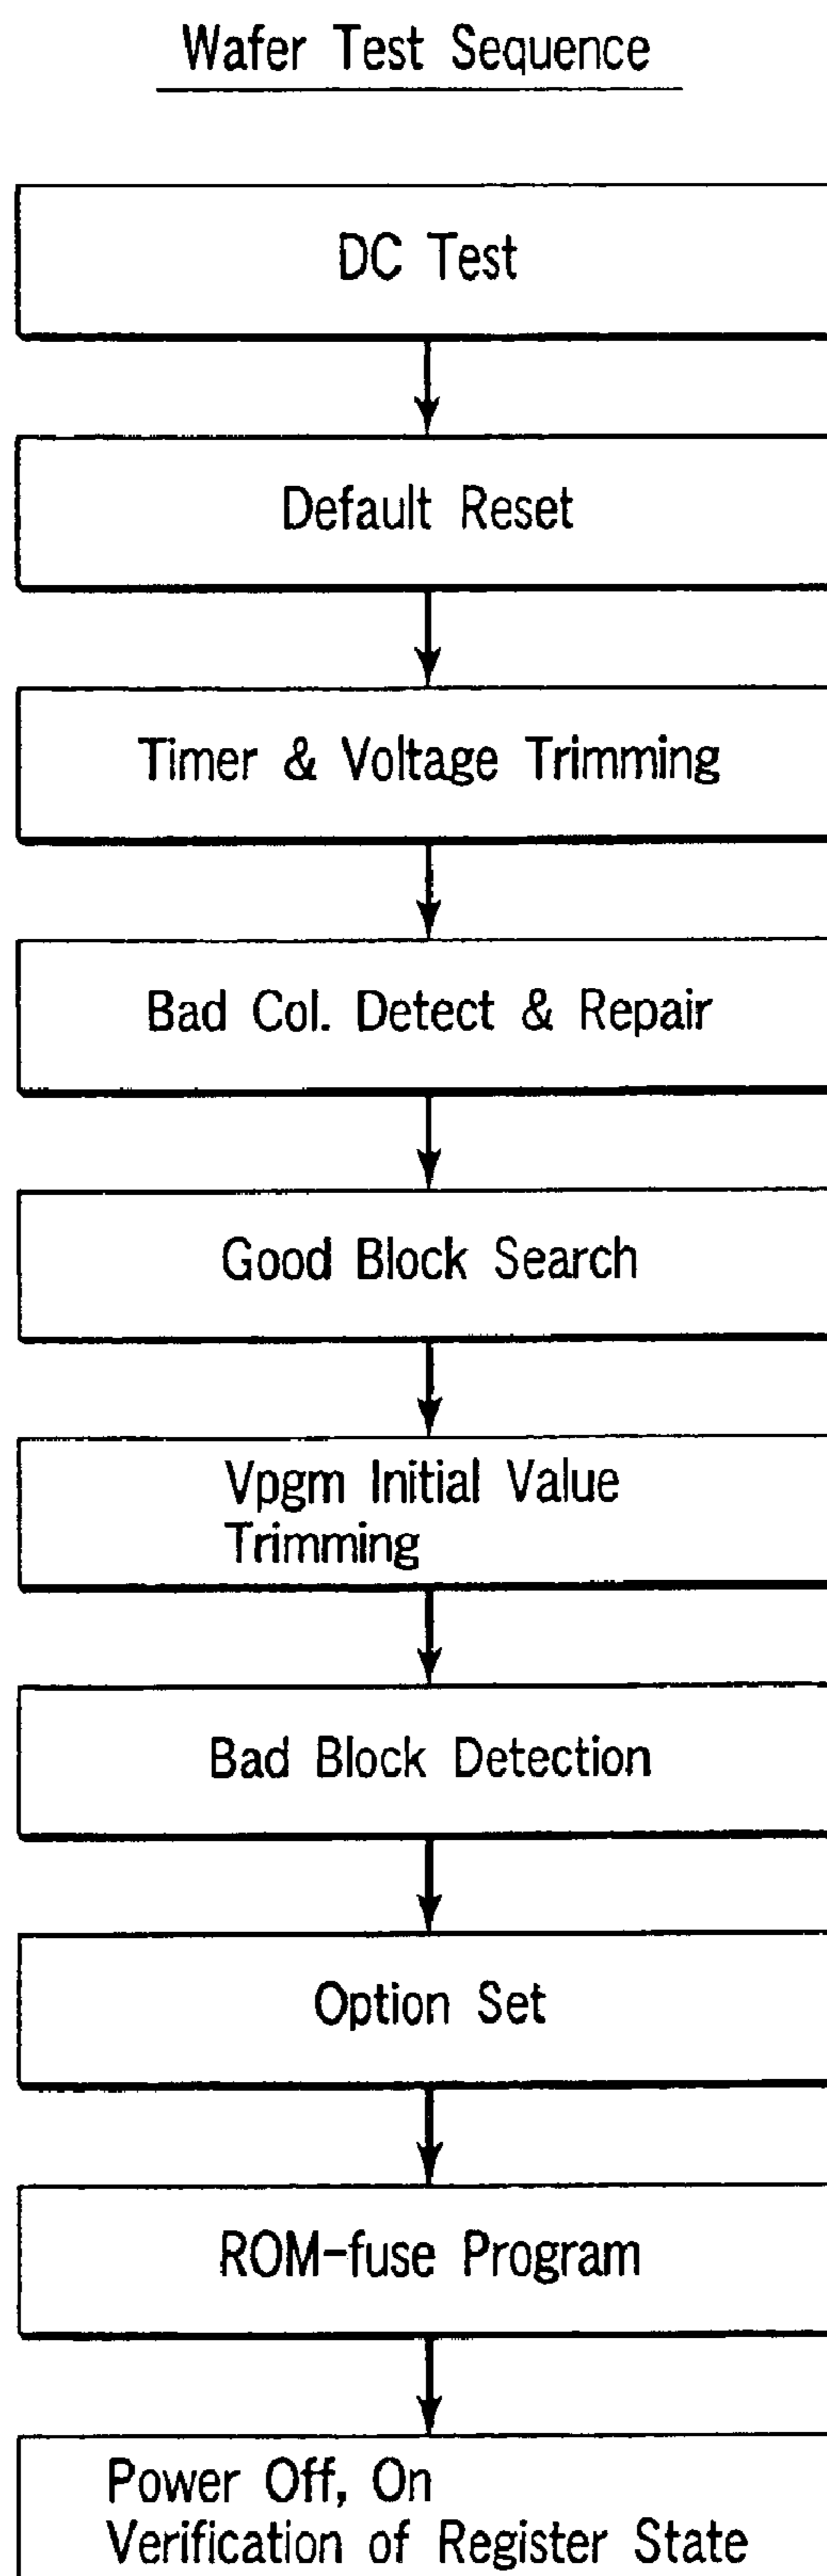 Wafer Test Sequence
DC Test
Default Reset
Timer & Voltage Trimming
Bad Col. Detect & Repair
Good Block Search
Vpgm Initial Value
Trimming
Bad Block Detection
Option Set
ROM-fuse Program
Power Off, On
Verification of Register State